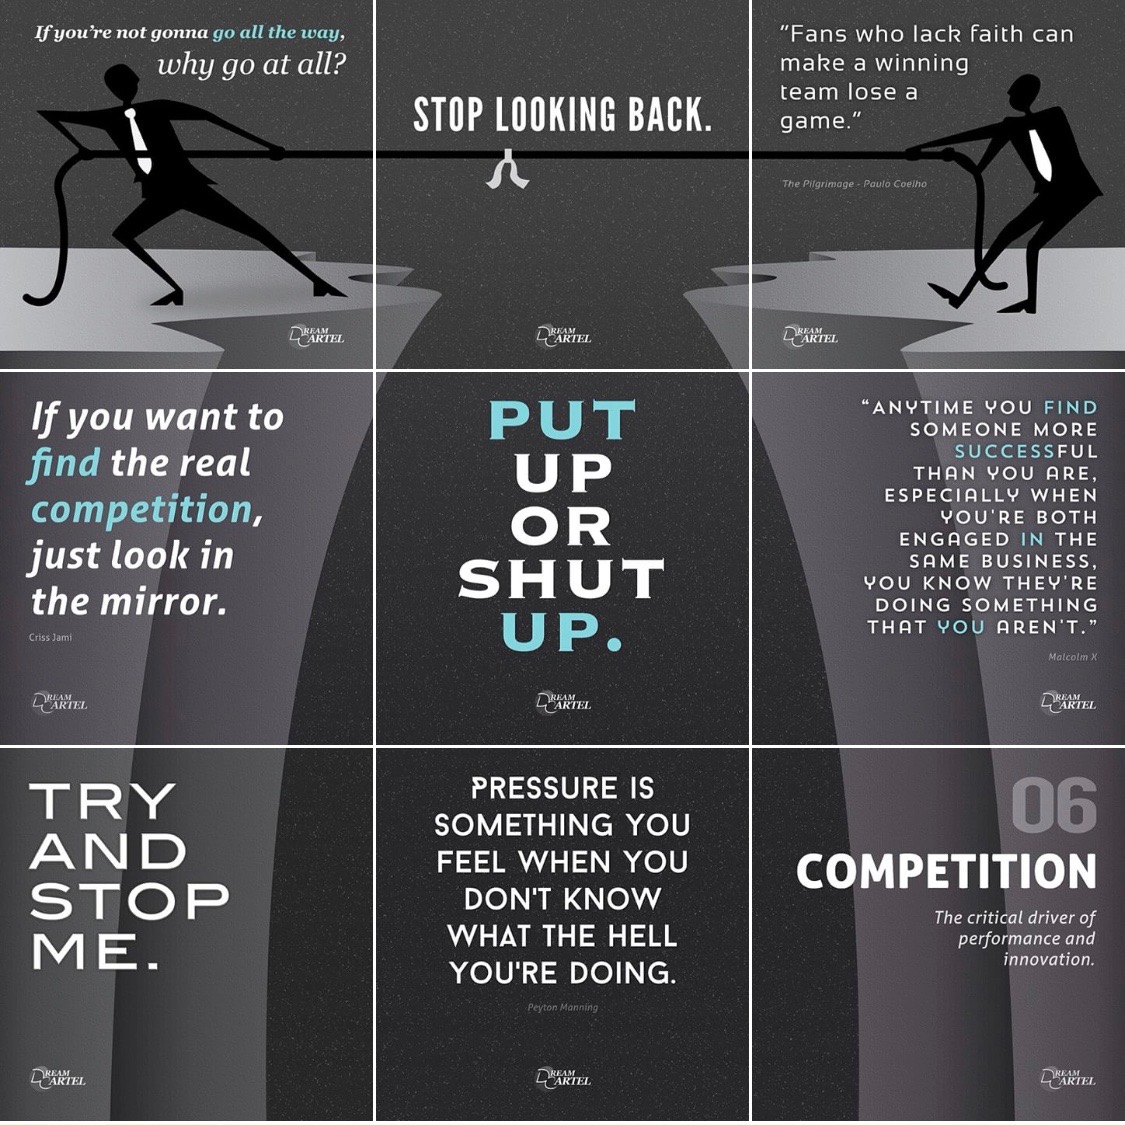 If you're not gonna go all the way,
why go at all?
DREAM
CARTEL
STOP LOOKING BACK.
DREAM
CARTEL
"Fans who lack faith can
make a winning
team lose a
game."
The Pilgrimage - Paulo Coelho
DREAM
CARTEL
If you want to
find the real
competition,
just look in
the mirror.
Criss Jami
DREAM
CARTEL
PUT
UP
OR
SHUT
UP.
DREAM
CARTEL
“ANYTIME YOU FIND
SOMEONE MORE
SUCCESSFUL
THAN YOU ARE,
ESPECIALLY WHEN
YOU'RE BOTH
ENGAGED IN THE
SAME BUSINESS,
YOU KNOW THEY'RE
DOING SOMETHING
THAT YOU AREN'T.”
Malcolm X
DREAM
CARTEL
TRY
AND
STOP
ME.
DREAM
CARTEL
PRESSURE IS
SOMETHING YOU
FEEL WHEN YOU
DON'T KNOW
WHAT THE HELL
YOU'RE DOING.
Peyton Manning
DREAM
CARTEL
06
COMPETITION
The critical driver of
performance and
innovation.
DREAM
CARTEL